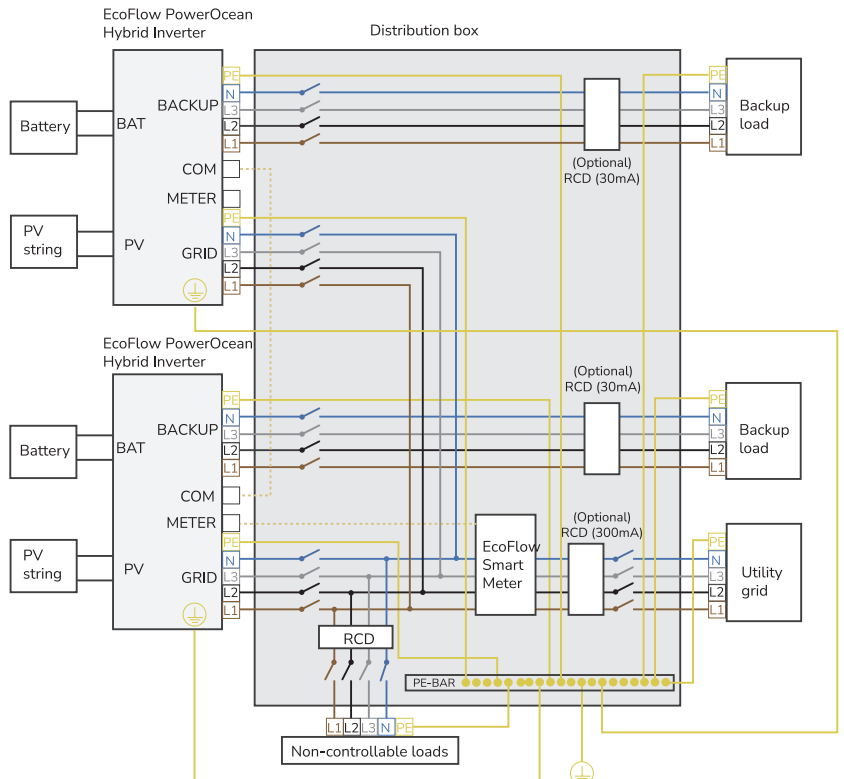 EcoFlow PowerOcean
Hybrid Inverter
Distribution box
PE
N
L3
L2
L1
BACKUP
Battery
BAT
COM
METER
PE
N
L3
L2
L1
GRID
PV
string
PV
(Optional)
RCD (30mA)
PE
N
L3
L2
L1
Backup
load
EcoFlow PowerOcean
Hybrid Inverter
PE
N
L3
L2
L1
BACKUP
Battery
BAT
COM
METER
PE
N
L3
L2
L1
GRID
PV
string
PV
(Optional)
RCD (30mA)
PE
N
L3
L2
L1
Backup
load
EcoFlow
Smart
Meter
(Optional)
RCD (300mA)
PE
N
L3
L2
L1
Utility
grid
RCD
PE-BAR
L1 L2 L3 N PE
Non-controllable loads